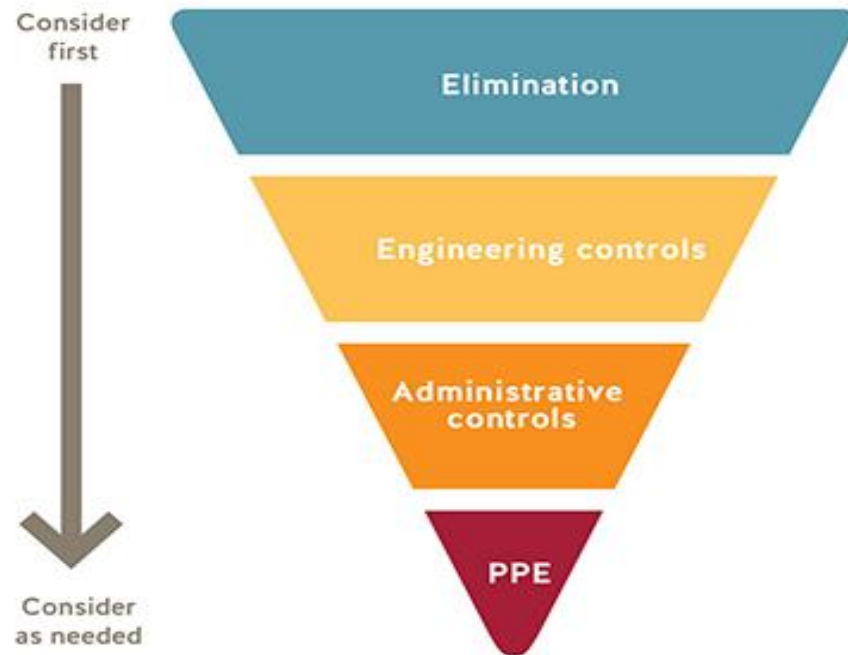 Consider
first
Elimination
Engineering controls
Administrative
controls
PPE
Consider
as needed